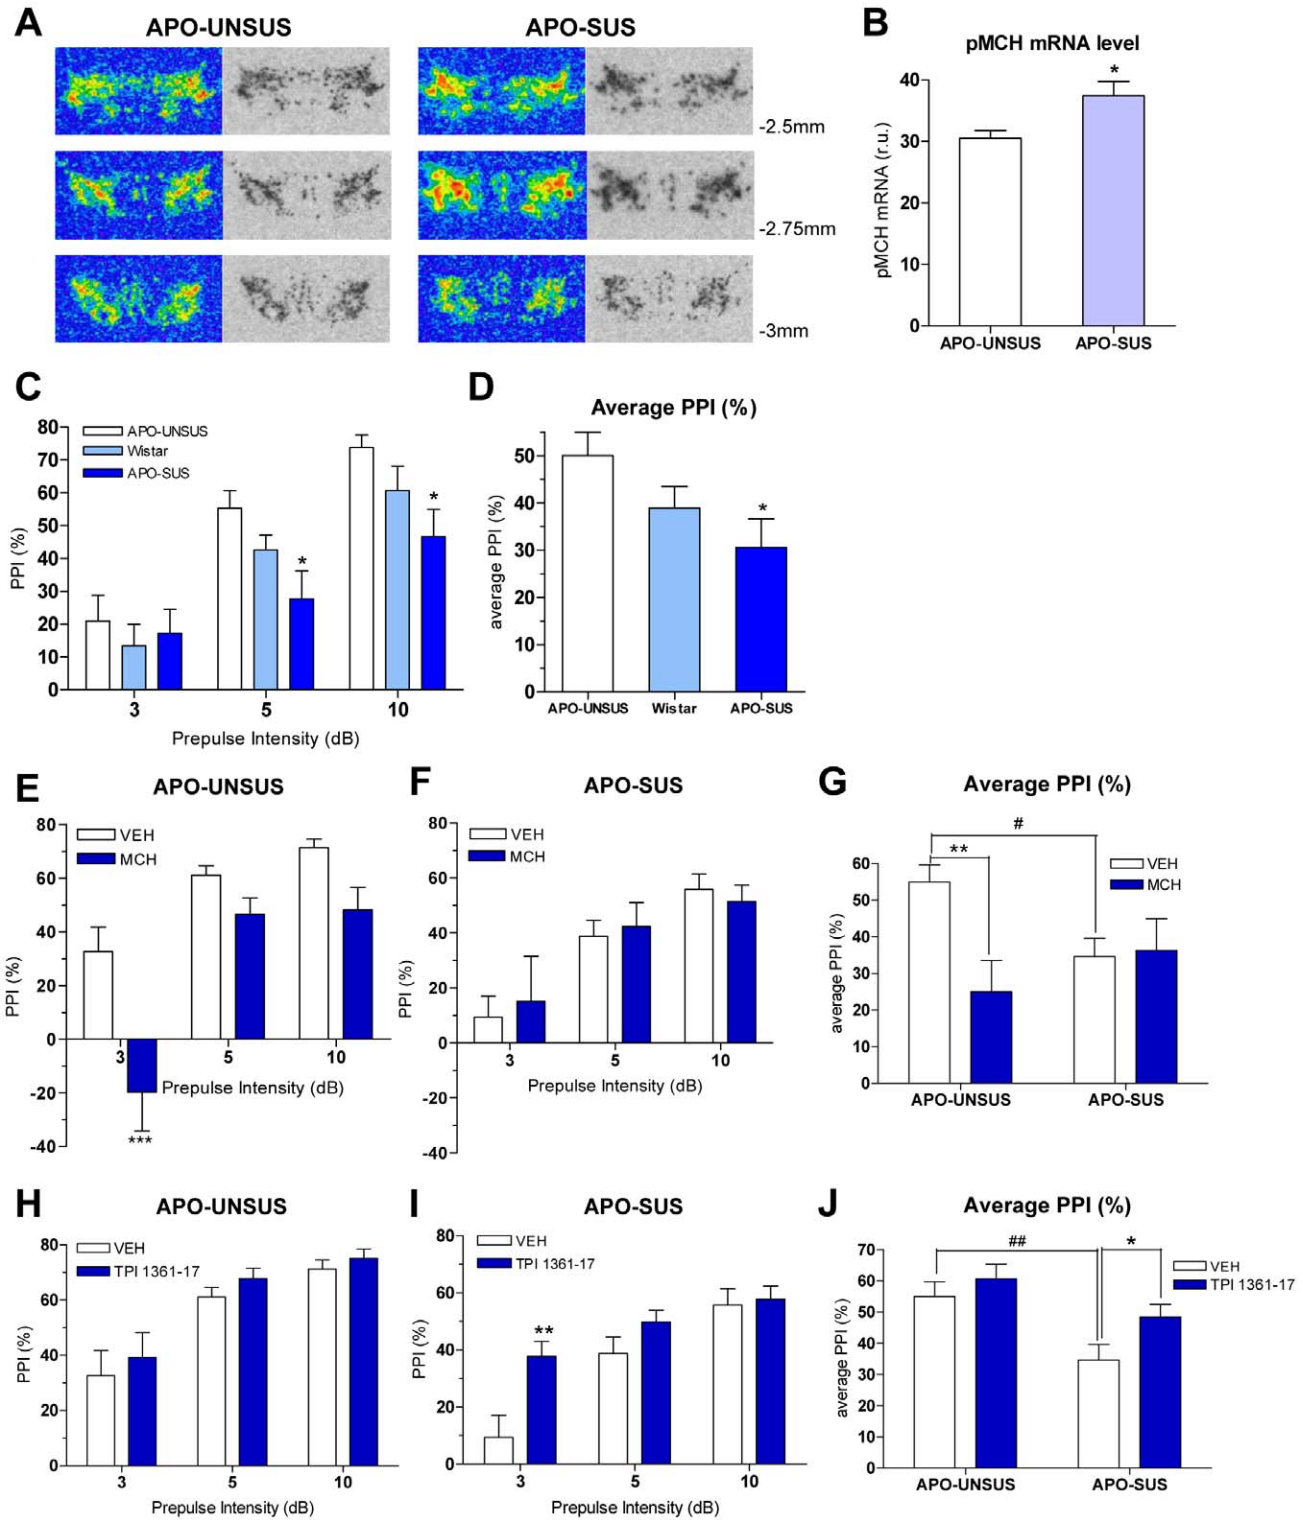 A
APO-UNSUS
APO-SUS
-2.5mm
-2.75mm
-3mm
B
pMCH mRNA level
pMCH mRNA (r.u.)
40
30
20
10
0
*
APO-UNSUS
APO-SUS
C
APO-UNSUS
Wistar
APO-SUS
PPI (%)
80
70
60
50
40
30
20
10
0
*
*
3
5
10
Prepulse Intensity (dB)
D
Average PPI (%)
average PPI (%)
50
40
30
20
10
0
*
APO-UNSUS
Wistar
APO-SUS
E
APO-UNSUS
VEH
MCH
PPI (%)
80
60
40
20
0
-20
-40
3
5
10
Prepulse Intensity (dB)
***
F
APO-SUS
VEH
MCH
PPI (%)
80
60
40
20
0
-20
-40
3
5
10
Prepulse Intensity (dB)
G
Average PPI (%)
#
**
VEH
MCH
average PPI (%)
60
50
40
30
20
10
0
APO-UNSUS
APO-SUS
H
APO-UNSUS
VEH
TPI 1361-17
PPI (%)
80
60
40
20
0
3
5
10
Prepulse Intensity (dB)
I
APO-SUS
VEH
TPI 1361-17
PPI (%)
80
60
40
20
0
**
3
5
10
Prepulse Intensity (dB)
J
Average PPI (%)
##
*
VEH
TPI 1361-17
average PPI (%)
70
60
50
40
30
20
10
0
APO-UNSUS
APO-SUS